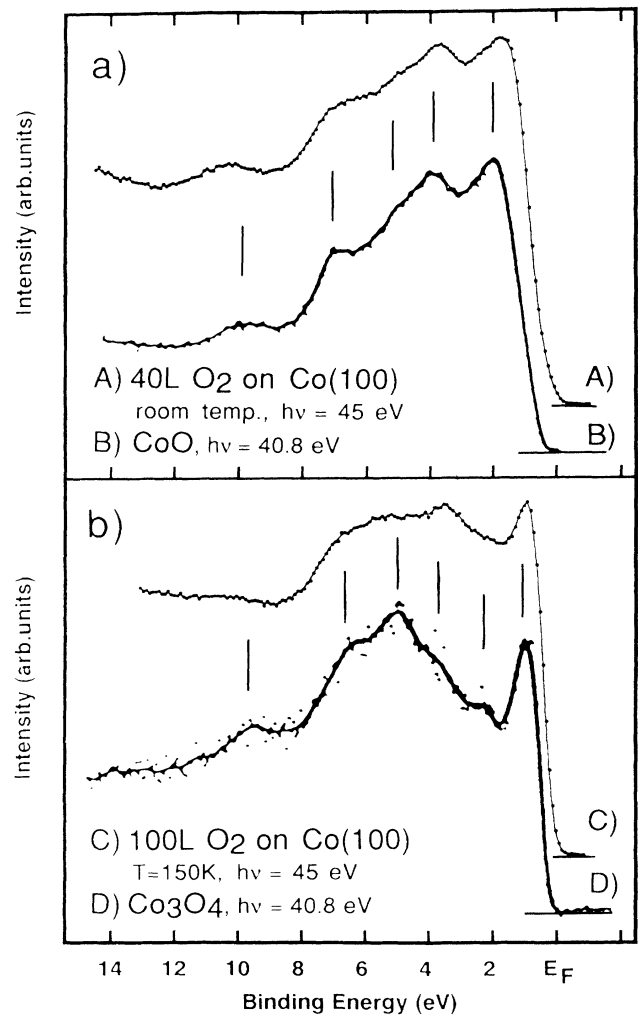 a)
Intensity (arb.units)
A)
A) 40L O2 on Co(100)
room temp., hν = 45 eV
B)
B) CoO, hν = 40.8 eV
b)
Intensity (arb.units)
C)
C) 100L O2 on Co(100)
T=150K, hν = 45 eV
D)
D) Co3O4, hν = 40.8 eV
14 12 10 8 6 4 2 EF
Binding Energy (eV)